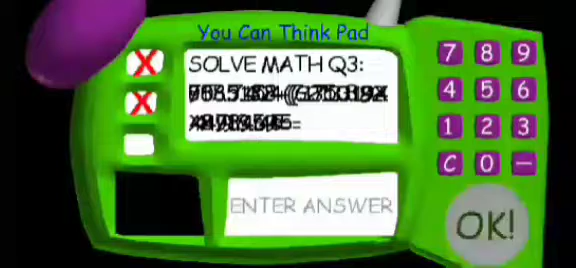 You Can Think Pad
SOLVE MATH Q3:
ENTER ANSWER
7 8 9
4 5 6
1 2 3
C 0 −
OK!